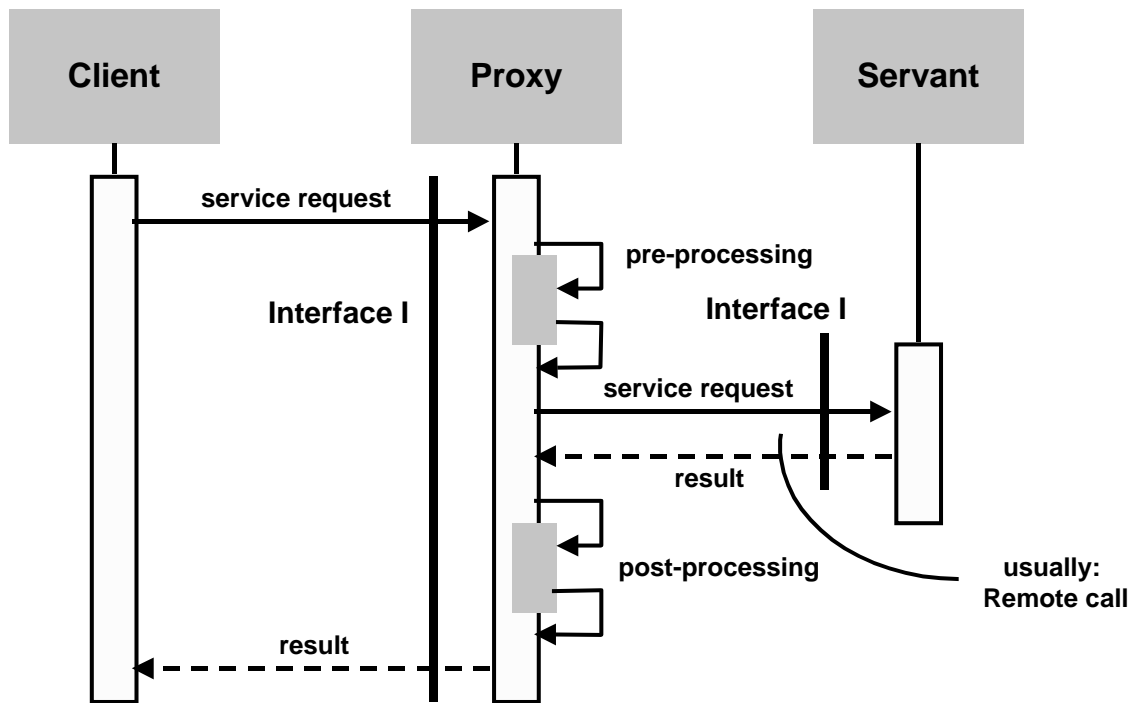 Client
Proxy
Servant
service request
pre-processing
Interface I
Interface I
service request
result
post-processing
usually:
Remote call
result